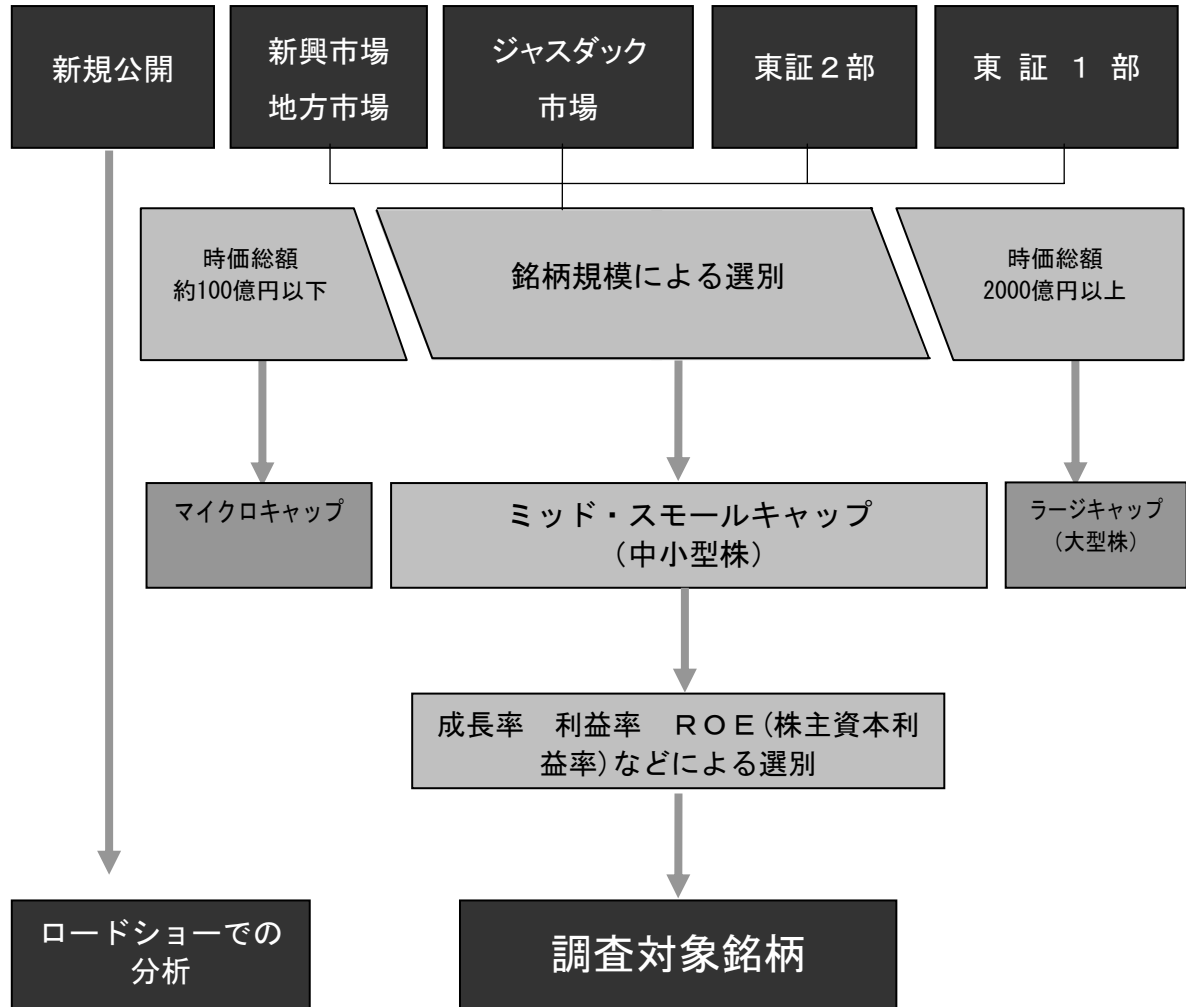 新規公開
新興市場
地方市場
ジャスダック
市場
東証２部
東 証 １ 部
時価総額
約100億円以下
銘柄規模による選別
時価総額
2000億円以上
マイクロキャップ
ミッド・スモールキャップ
（中小型株）
ラージキャップ
（大型株）
成長率　利益率　ＲＯＥ(株主資本利
益率)などによる選別
ロードショーでの
分析
調査対象銘柄